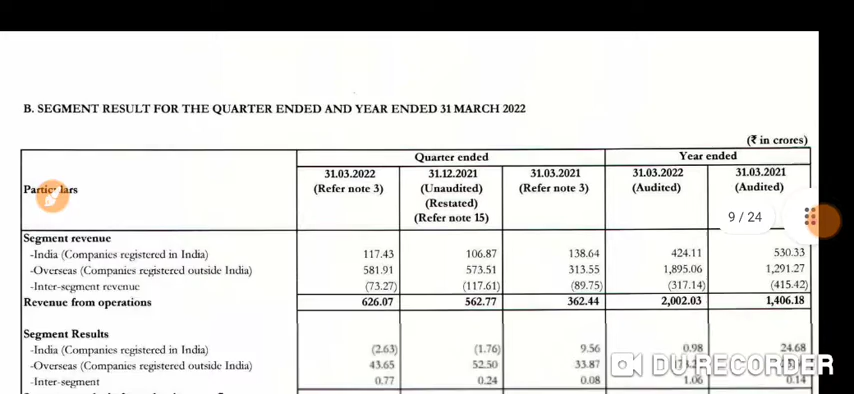 B. SEGMENT RESULT FOR THE QUARTER ENDED AND YEAR ENDED 31 MARCH 2022
(₹ in crores)
Particulars Quarter ended Year ended
31.03.2022 31.12.2021 31.03.2021 31.03.2022 31.03.2021
(Refer note 3) (Unaudited) (Refer note 3) (Audited) (Audited)
(Restated)
(Refer note 15)
9 / 24
Segment revenue
-India (Companies registered in India) 117.43 106.87 138.64 424.11 530.33
-Overseas (Companies registered outside India) 581.91 573.51 313.55 1,895.06 1,291.27
-Inter-segment revenue (73.27) (117.61) (89.75) (317.14) (415.42)
Revenue from operations 626.07 562.77 362.44 2,002.03 1,406.18
Segment Results
-India (Companies registered in India) (2.63) (1.76) 9.56 0.98 24.68
-Overseas (Companies registered outside India) 43.65 52.50 33.87
DU RECORDER
-Inter-segment 0.77 0.24 0.08 1.06 0.14